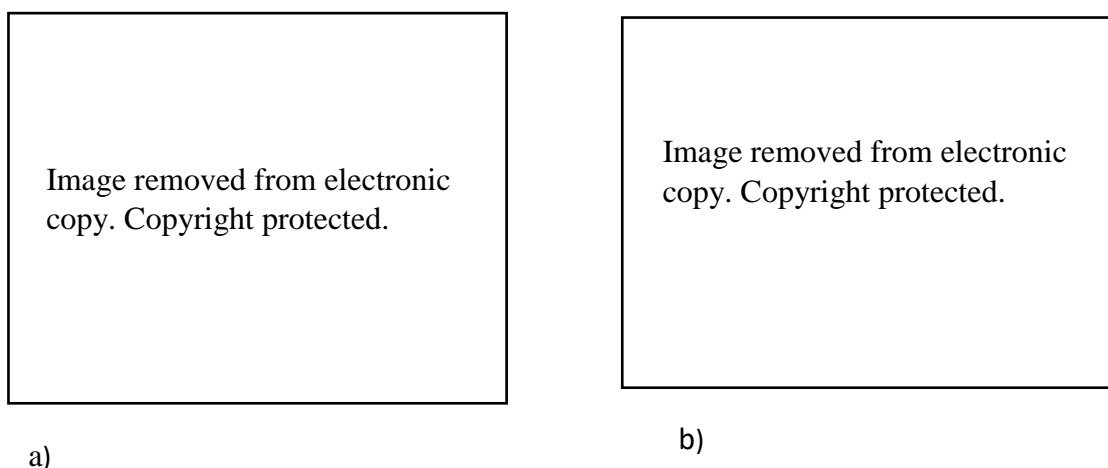 Image removed from electronic
copy. Copyright protected.
a)
Image removed from electronic
copy. Copyright protected.
b)